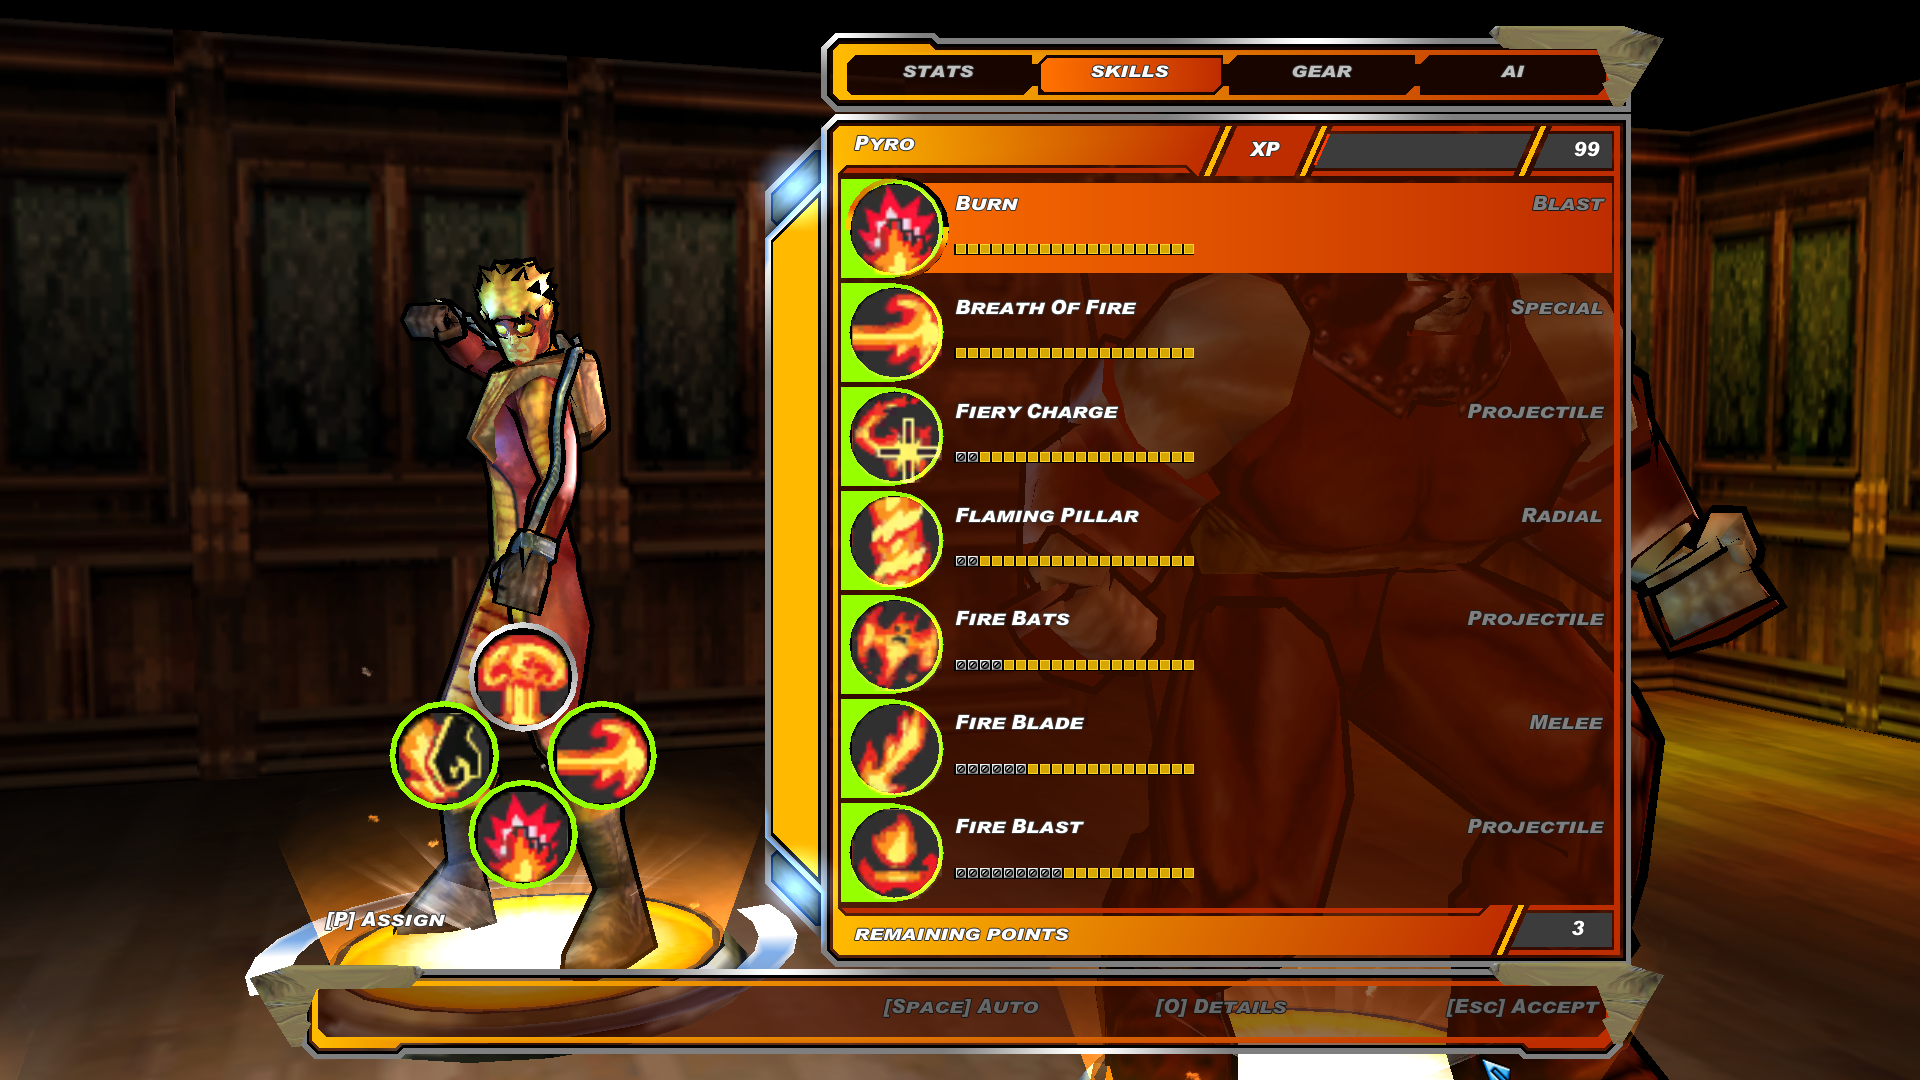 STATS SKILLS GEAR AI
PYRO XP 99
BURN BLAST
BREATH OF FIRE SPECIAL
FIERY CHARGE PROJECTILE
FLAMING PILLAR RADIAL
FIRE BATS PROJECTILE
FIRE BLADE MELEE
FIRE BLAST PROJECTILE
[P] ASSIGN
REMAINING POINTS 3
[SPACE] AUTO [O] DETAILS [ESC] ACCEPT